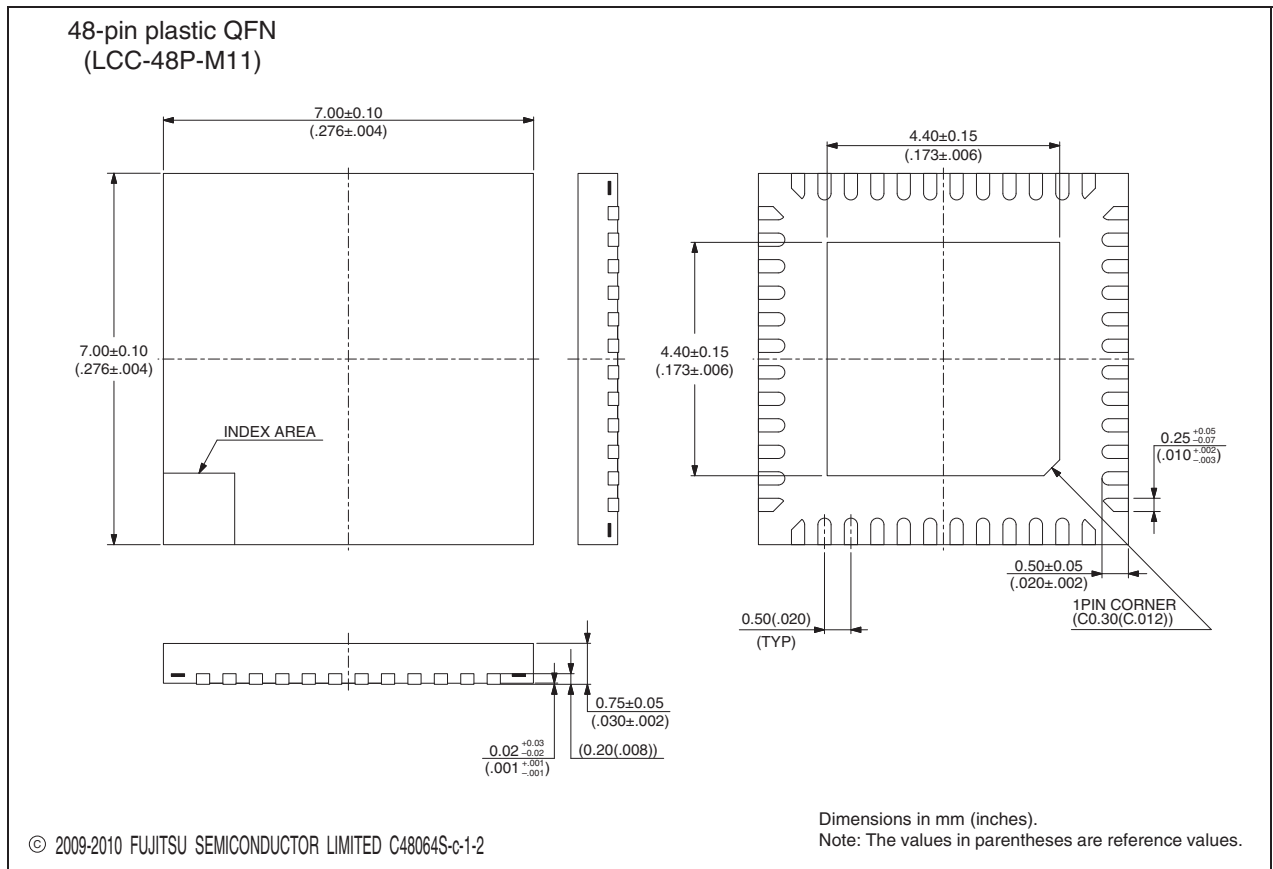 48-pin plastic QFN
(LCC-48P-M11)
7.00±0.10
(.276±.004)
4.40±0.15
(.173±.006)
7.00±0.10
(.276±.004)
4.40±0.15
(.173±.006)
INDEX AREA
0.25 +0.05 –0.07
(.010 +.002 –.003)
0.50±0.05
(.020±.002)
1PIN CORNER
(C0.30(C.012))
0.50(.020)
(TYP)
0.75±0.05
(.030±.002)
0.02 +0.03 –0.02
(.001 +.001 –.001)
(0.20(.008))
Dimensions in mm (inches).
Note: The values in parentheses are reference values.
© 2009-2010 FUJITSU SEMICONDUCTOR LIMITED C48064S-c-1-2